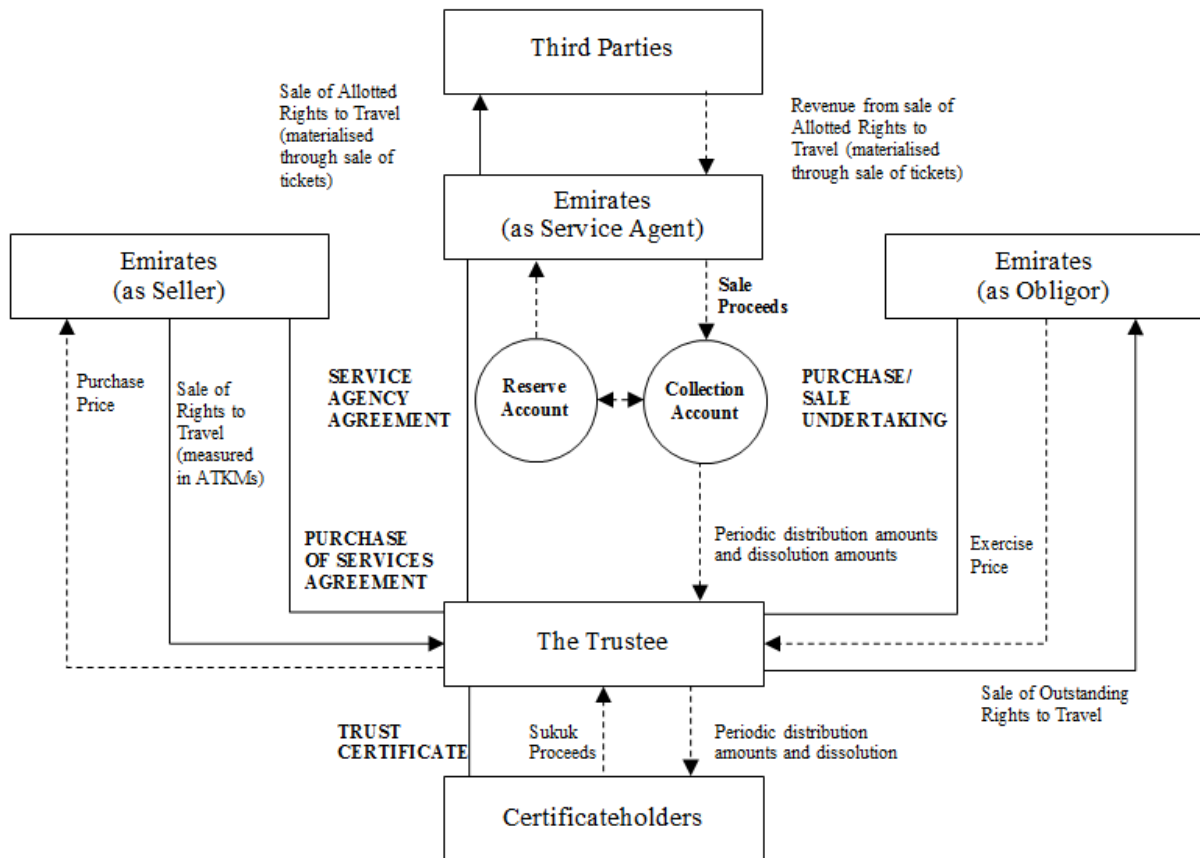 Third Parties
Sale of Allotted
Rights to Travel
(materialised
through sale of
tickets)
Revenue from sale of
Allotted Rights to
Travel (materialised
through sale of tickets)
Emirates
(as Service Agent)
Emirates
(as Seller)
Emirates
(as Obligor)
Sale
Proceeds
Purchase
Price
Sale of
Rights to
Travel
(measured
in ATKMs)
SERVICE
AGENCY
AGREEMENT
Reserve
Account
Collection
Account
PURCHASE/
SALE
UNDERTAKING
PURCHASE
OF SERVICES
AGREEMENT
Periodic distribution amounts
and dissolution amounts
Exercise
Price
The Trustee
Sale of Outstanding
Rights to Travel
TRUST
CERTIFICATE
Sukuk
Proceeds
Periodic distribution
amounts and dissolution
Certificateholders